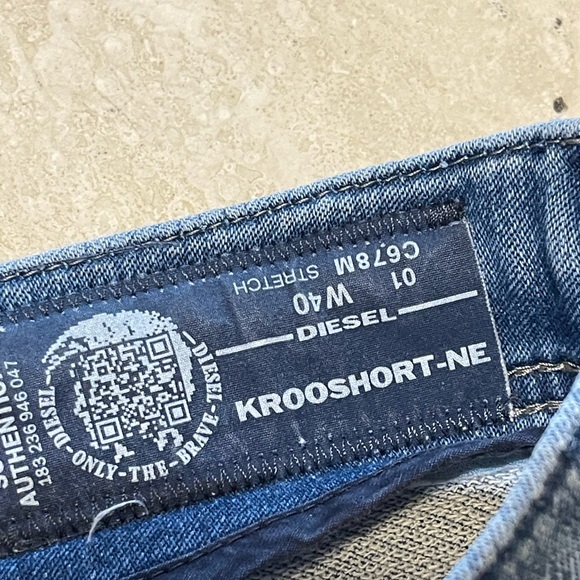 AUTHENTIC
183 236 946 047
DIESEL
ONLY-THE-BRAVE-DIESEL
KROOSHORT-NE
DIESEL
W40
01
STRETCH
C678M